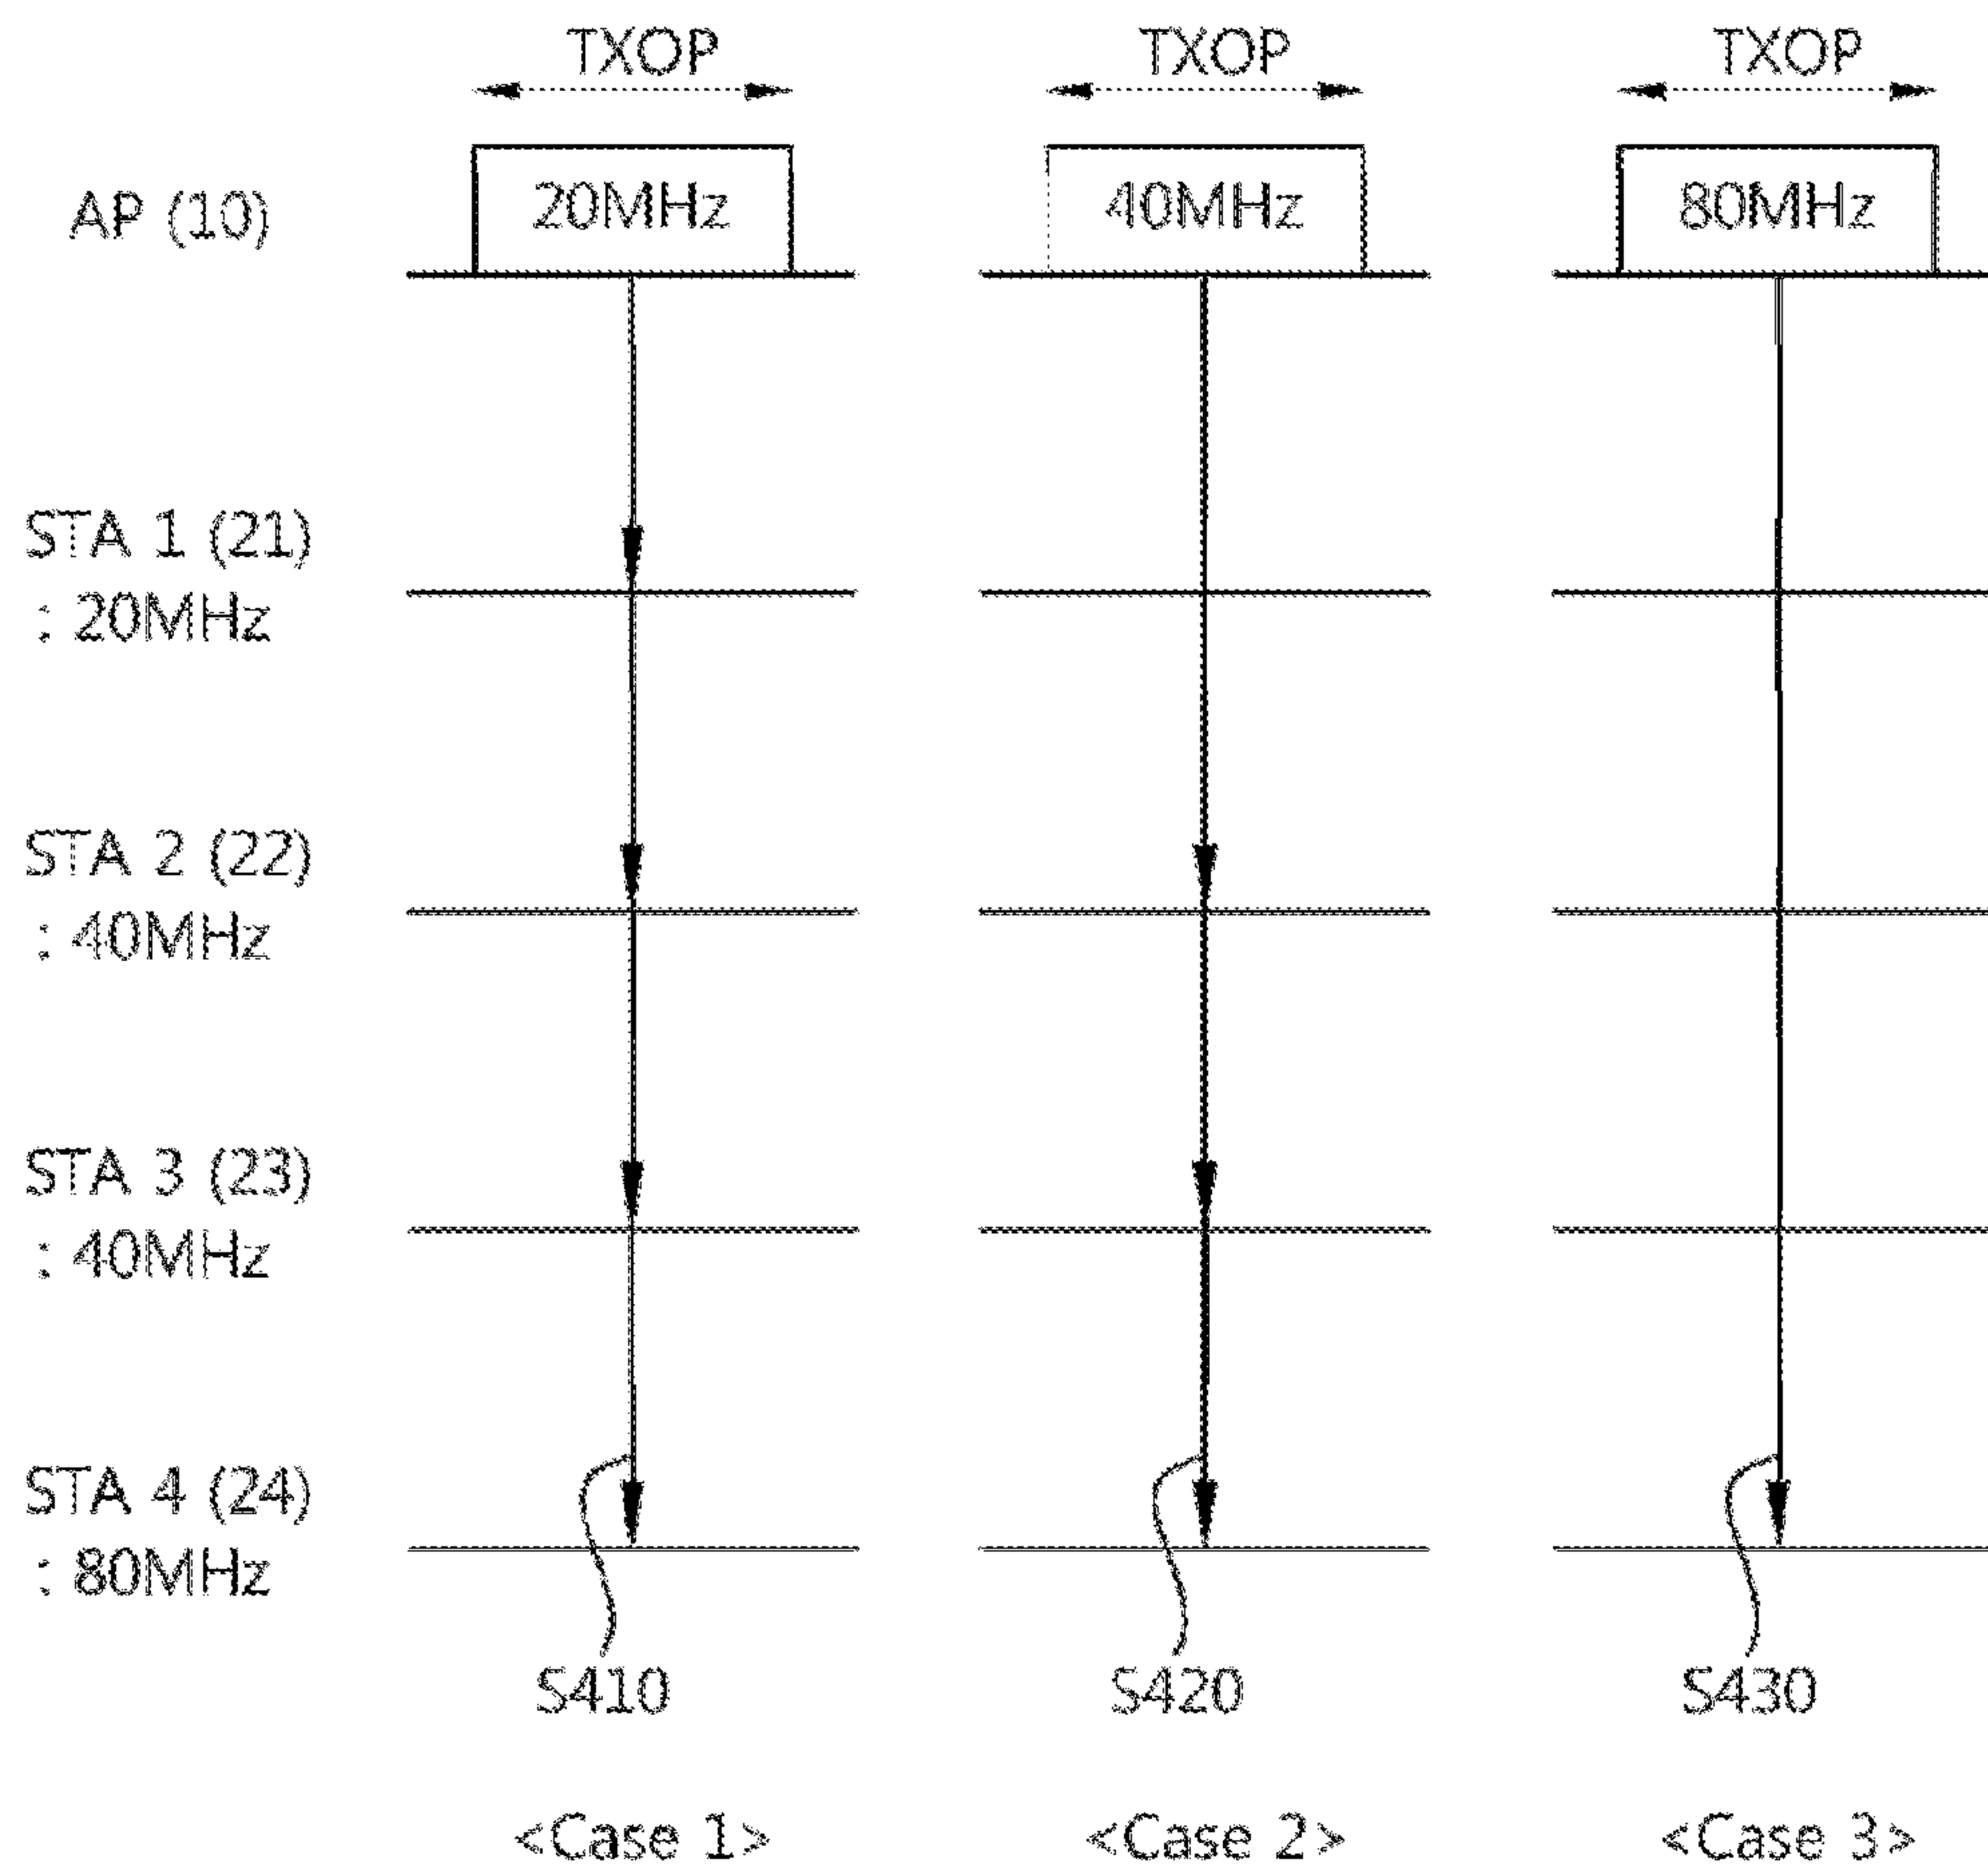 TXOP TXOP TXOP
AP (10) 20MHz 40MHz 80MHz
STA 1 (21)
: 20MHz
STA 2 (22)
: 40MHz
STA 3 (23)
: 40MHz
STA 4 (24)
: 80MHz
S410 S420 S430
<Case 1> <Case 2> <Case 3>